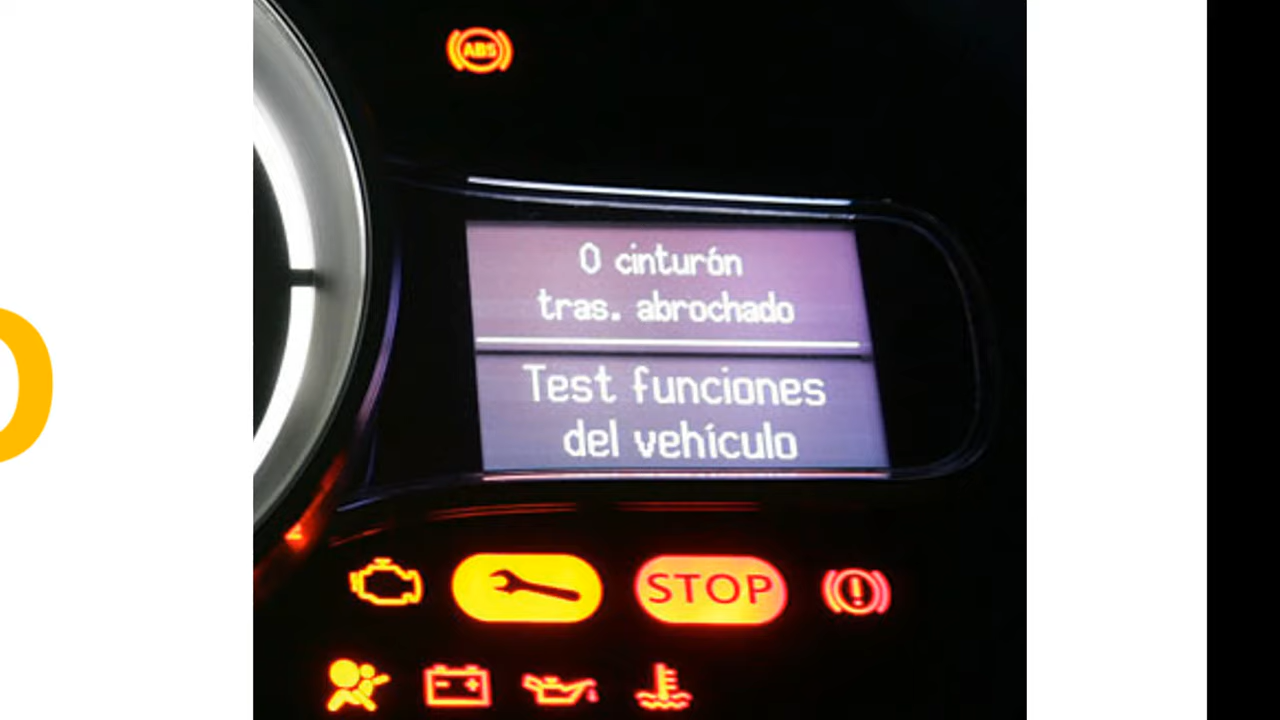 ABS
0 cinturón
tras. abrochado
Test funciones
del vehículo
STOP